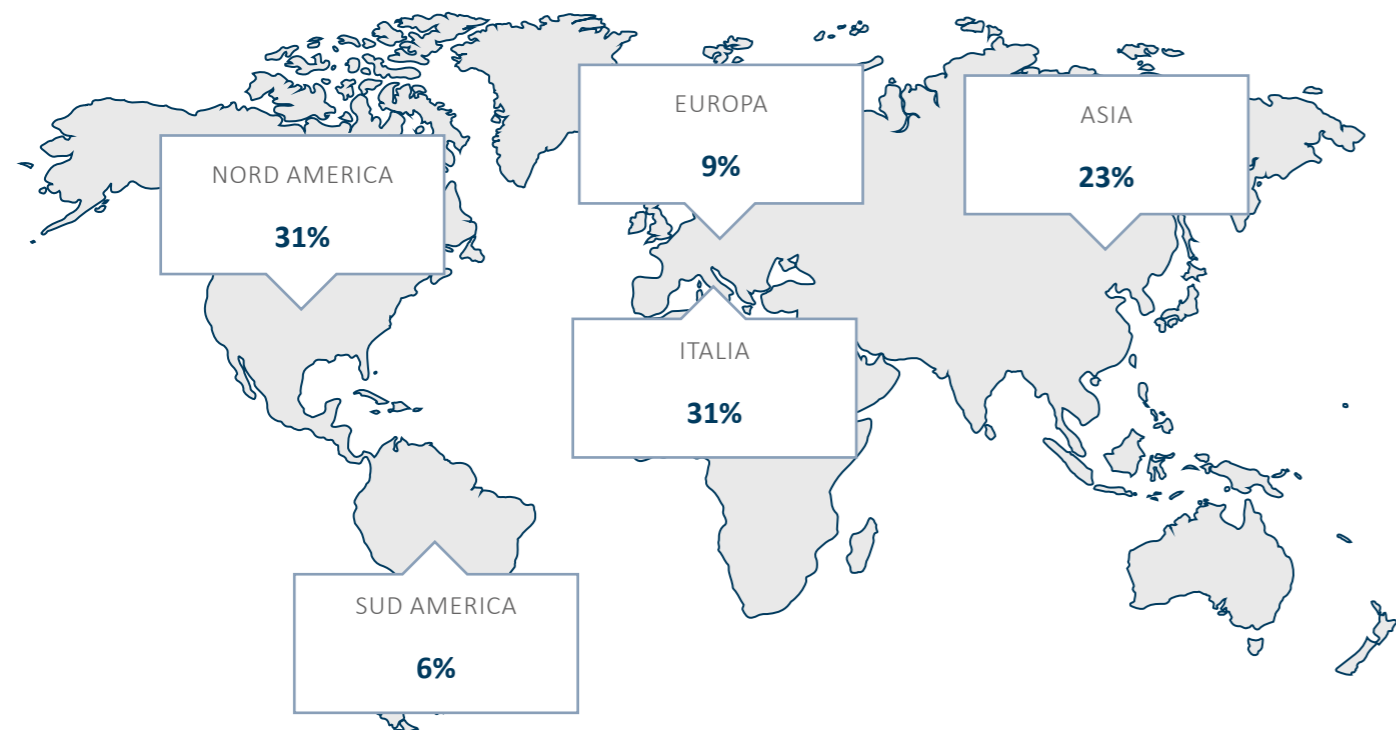 EUROPA
9%
ASIA
23%
NORD AMERICA
31%
ITALIA
31%
SUD AMERICA
6%